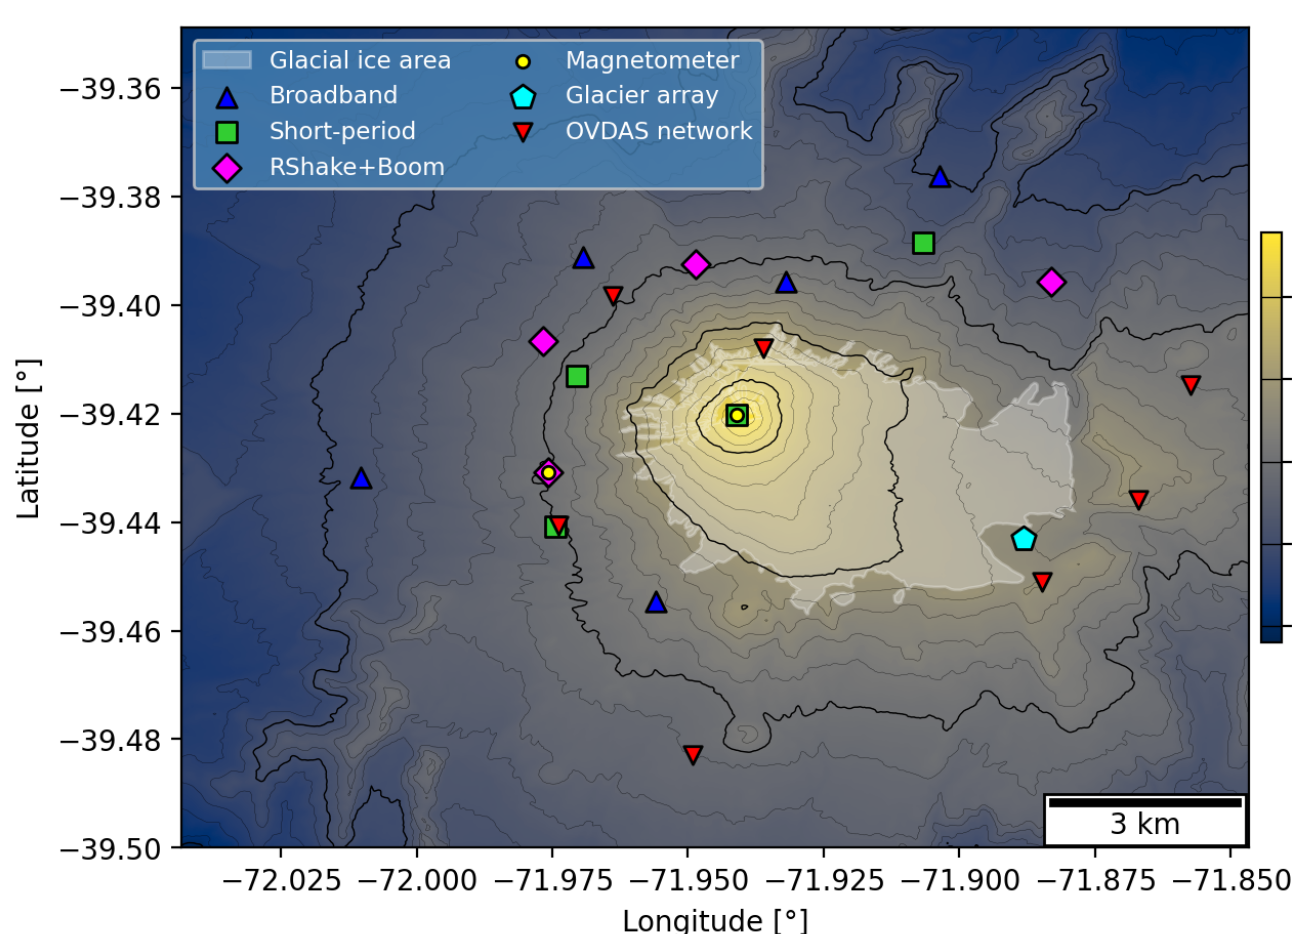 Glacial ice area
Broadband
Short-period
RShake+Boom
Magnetometer
Glacier array
OVDAS network
−39.36
−39.38
−39.40
−39.42
−39.44
−39.46
−39.48
−39.50
Latitude [°]
3 km
−72.025 −72.000 −71.975 −71.950 −71.925 −71.900 −71.875 −71.850
Longitude [°]